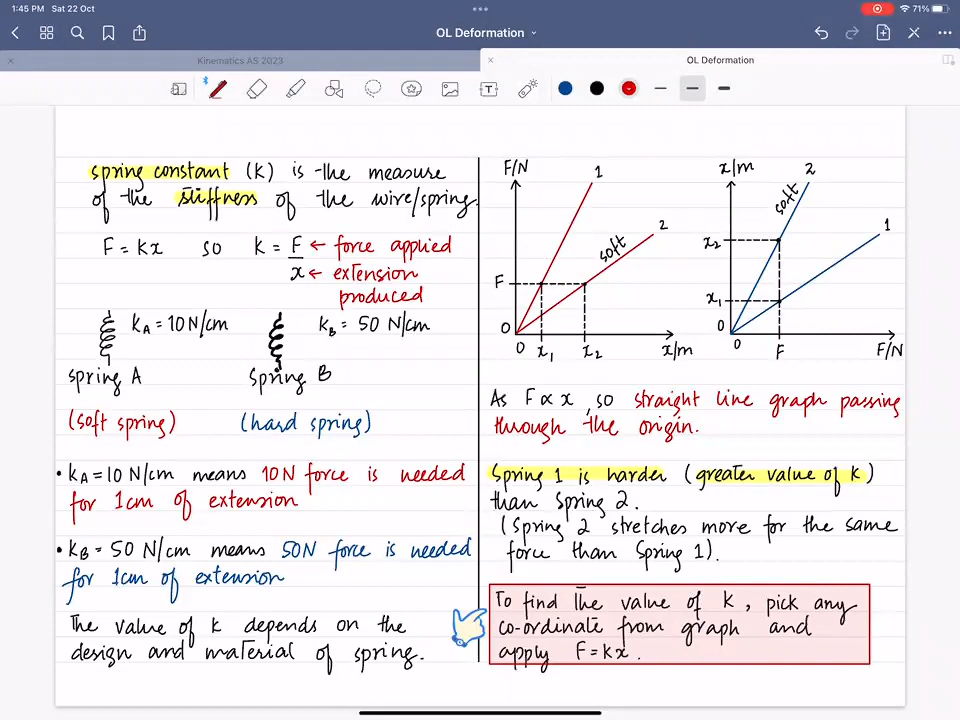 1:45 PM Sat 22 Oct
71%
OL Deformation
Kinematics AS 2023
OL Deformation
spring constant (k) is the measure
of the stiffness of the wire/spring.
F = kx so k = F ← force applied
x ← extension
produced
kA = 10 N/cm kB = 50 N/cm
spring A Spring B
(soft spring) (hard spring)
• kA = 10 N/cm means 10N force is needed
for 1cm of extension
• kB = 50 N/cm means 50N force is needed
for 1cm of extension
The value of k depends on the
design and material of spring.
F/N
1
2
soft
F
0
0 x1 x2 x/m
x/m
2
soft
1
x2
x1
0
0 F F/N
As F ∝ x, so straight line graph passing
through the origin.
Spring 1 is harder (greater value of k)
than Spring 2.
(Spring 2 stretches more for the same
force than Spring 1).
To find the value of k, pick any
co-ordinate from graph and
apply F = kx.